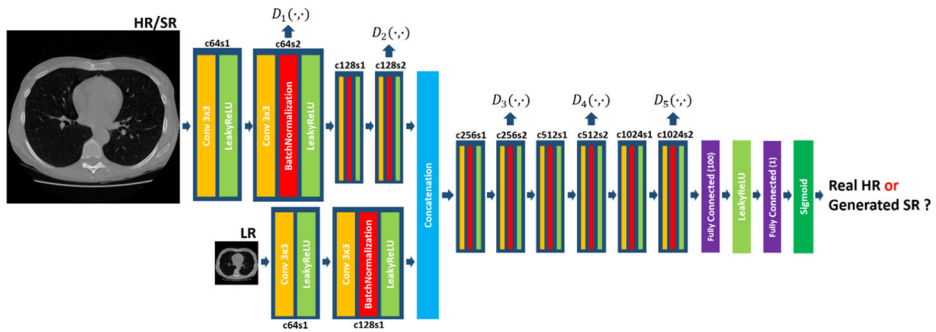 HR/SR
c64s1
Conv 3x3
LeakyReLU
D₁(·,·)
c64s2
Conv 3x3
BatchNormalization
LeakyReLU
c128s1
D₂(·,·)
c128s2
LR
Conv 3x3
LeakyReLU
c64s1
Conv 3x3
BatchNormalization
LeakyReLU
c128s1
Concatenation
c256s1
D₃(·,·)
c256s2
c512s1
D₄(·,·)
c512s2
c1024s1
D₅(·,·)
c1024s2
Fully Connected (100)
LeakyReLU
Fully Connected (1)
Sigmoid
Real HR or
Generated SR ?